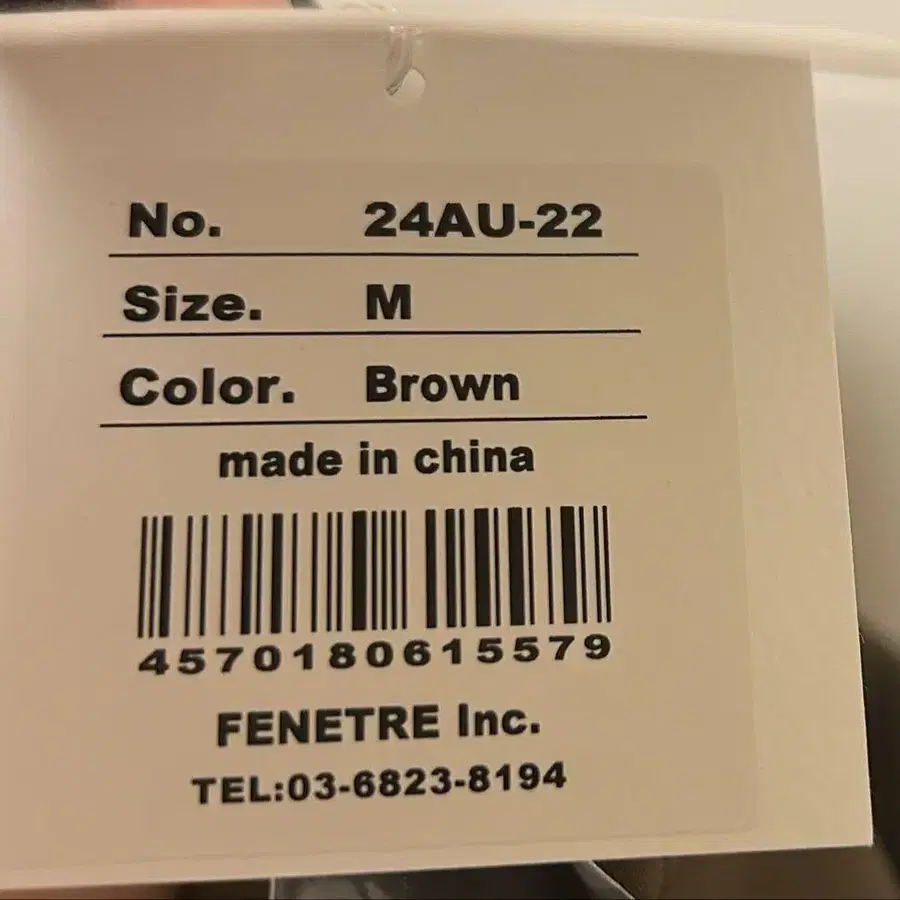 No. 24AU-22
Size. M
Color. Brown
made in china
4570180615579
FENETRE Inc.
TEL:03-6823-8194